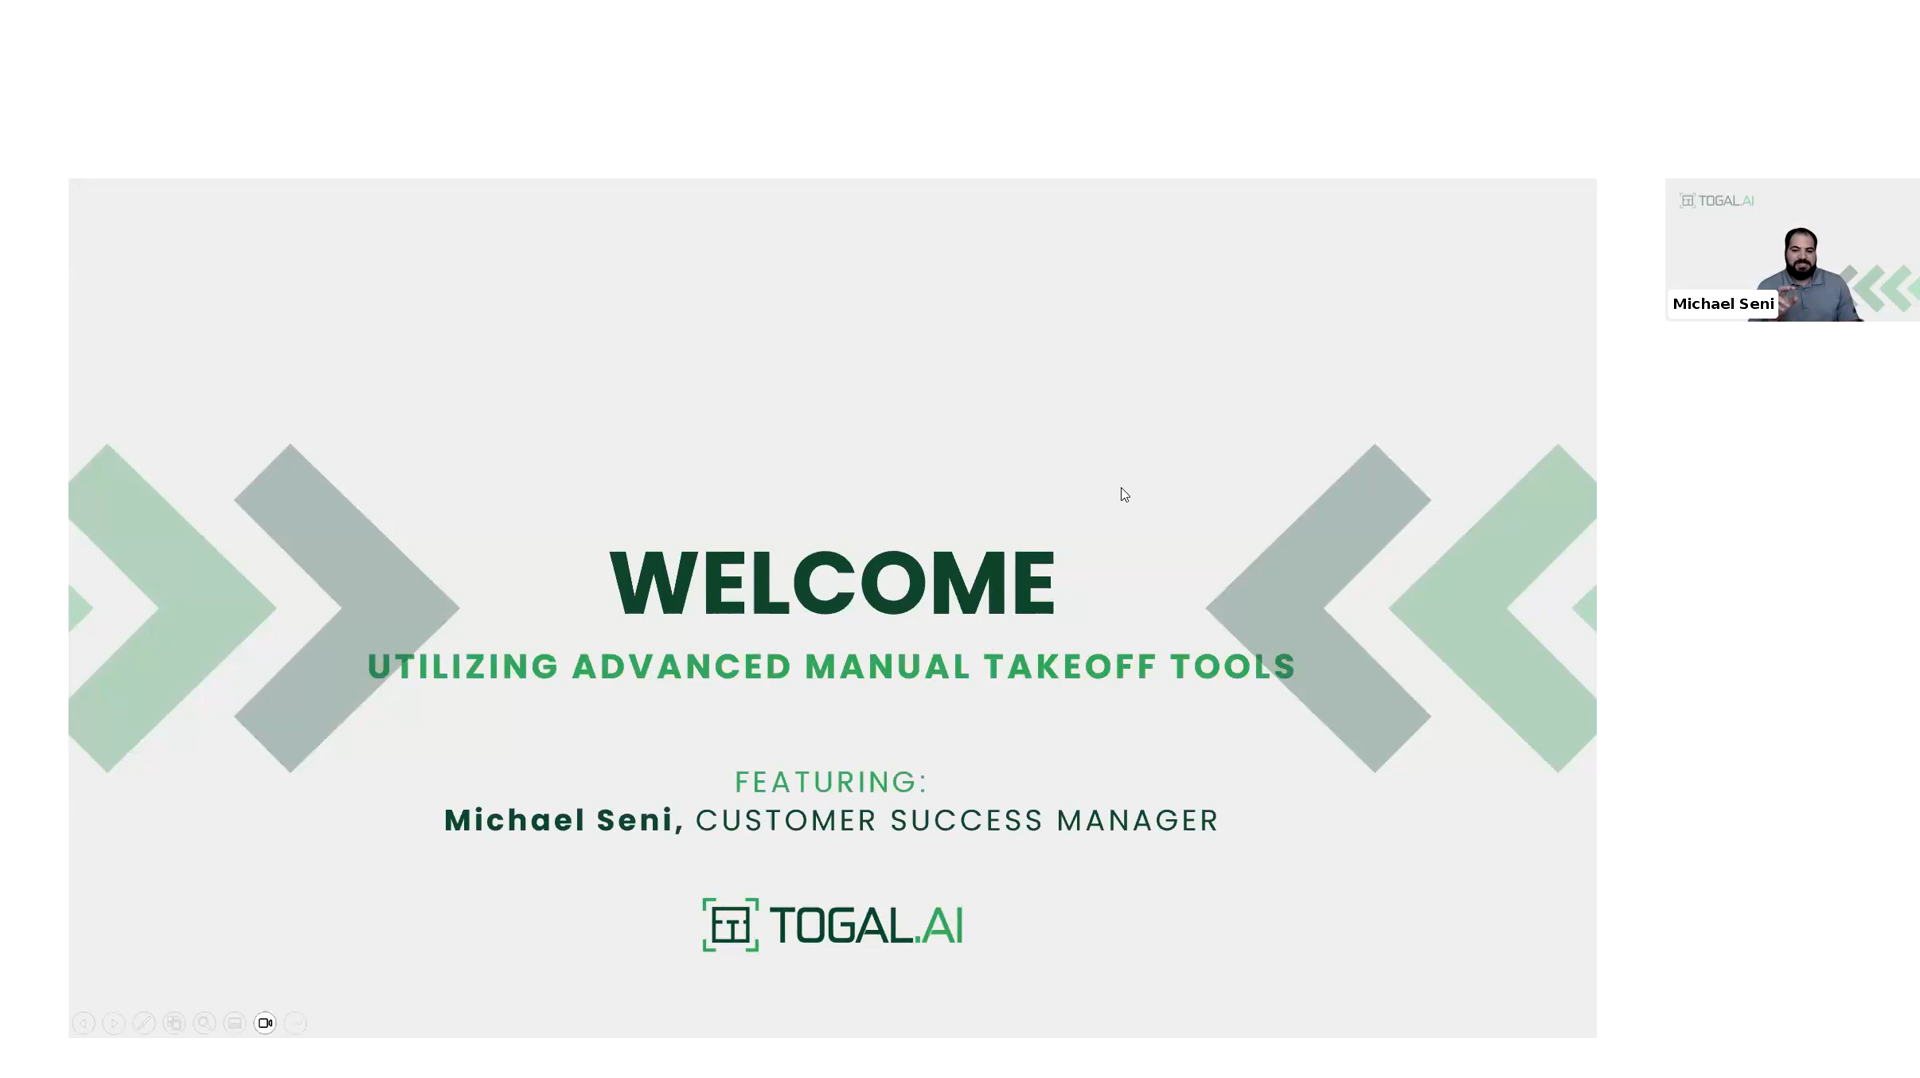 WELCOME
UTILIZING ADVANCED MANUAL TAKEOFF TOOLS
FEATURING:
Michael Seni, CUSTOMER SUCCESS MANAGER
TOGAL.AI
TOGAL.AI
Michael Seni